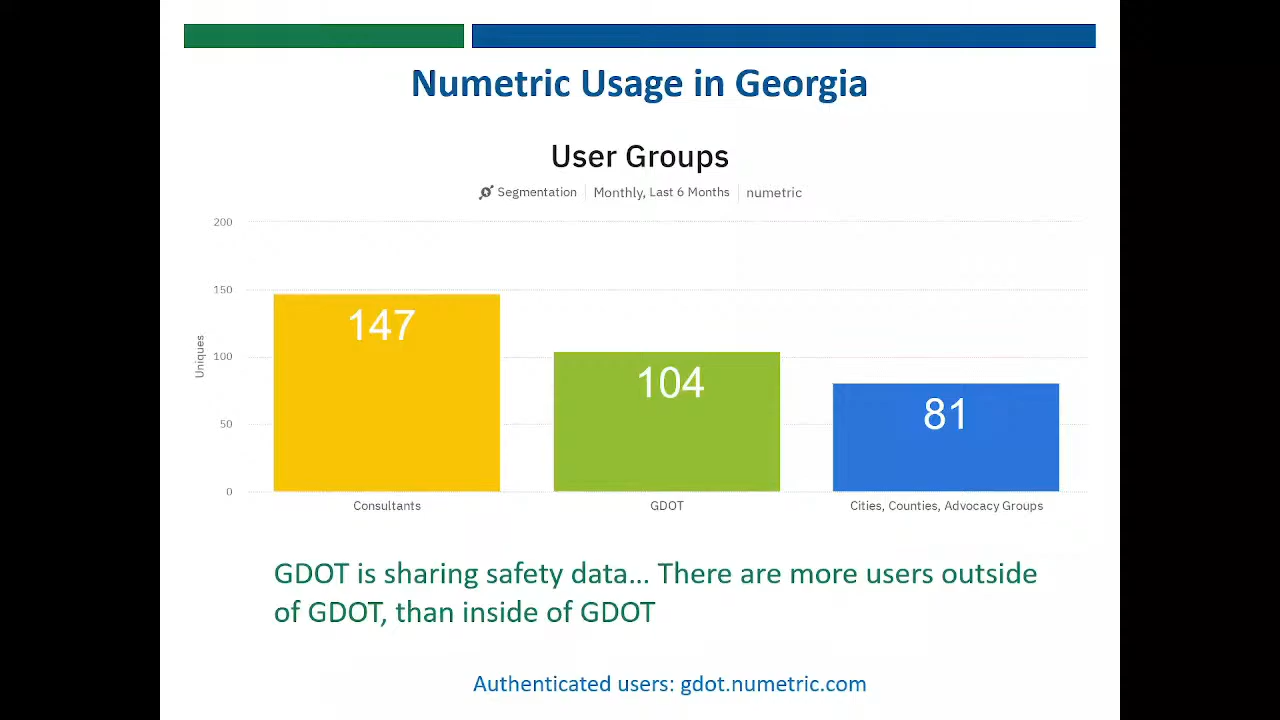 Numetric Usage in Georgia
User Groups
Segmentation Monthly, Last 6 Months numetric
200
150
100
50
0
Uniques
147
104
81
Consultants GDOT Cities, Counties, Advocacy Groups
GDOT is sharing safety data... There are more users outside
of GDOT, than inside of GDOT
Authenticated users: gdot.numetric.com